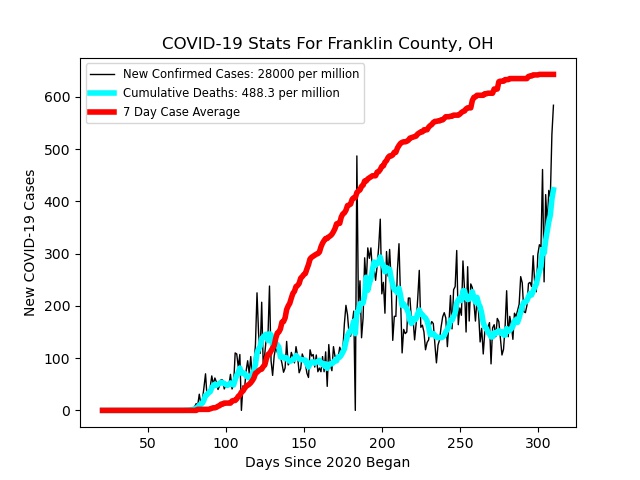 COVID-19 Stats For Franklin County, OH
New Confirmed Cases: 28000 per million
Cumulative Deaths: 488.3 per million
7 Day Case Average
New COVID-19 Cases
600
500
400
300
200
100
0
50
100
150
200
250
300
Days Since 2020 Began